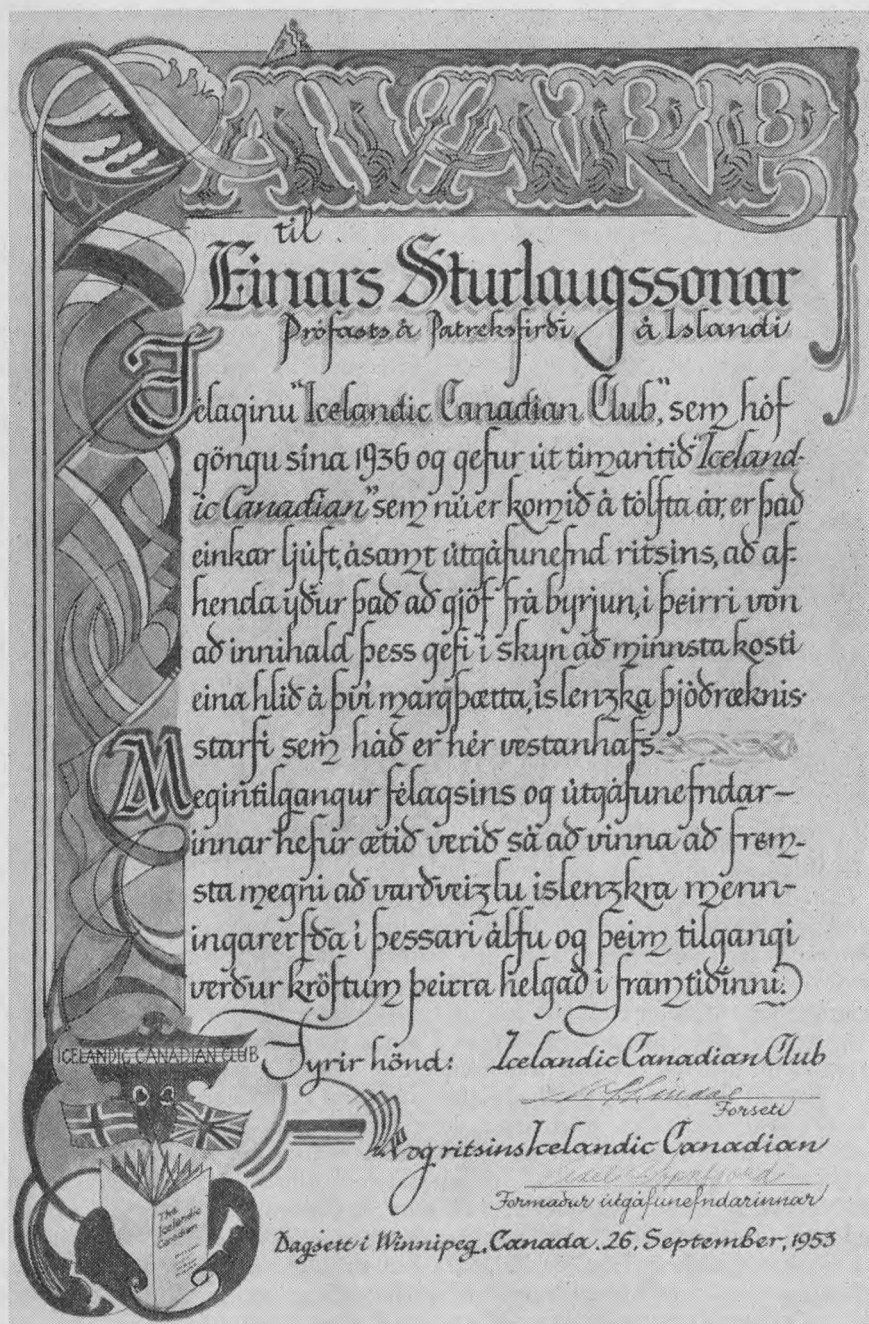 ÁVARP
til
Einars Sturlaugssonar
Prófasts á Patreksfirði á Íslandi
Félaginu "Icelandic Canadian Club", sem hóf
göngu sína 1936 og gefur út tímaritið "Iceland-
ic Canadian" sem nú er komið á tólfta ár, er það
einkar ljúft, ásamt útgáfunefnd ritsins, að af-
henda yður það að gjöf frá byrjun, í þeirri von
að innihald þess gefi í skyn að minnsta kosti
eina hlið á því margþætta, íslenzka þjóðræknis-
starfi sem háð er hér vestanhafs.
Megintilgangur félagsins og útgáfunefndar-
innar hefur ætíð verið sá að vinna að frem-
sta megni að varðveizlu íslenzkra menn-
ingarerfða í þessari álfu og þeim tilgangi
verður kröftum þeirra helgað í framtíðinni.
ICELANDIC CANADIAN CLUB
Fyrir hönd: Icelandic Canadian Club
Forseti
og ritsins Icelandic Canadian
Formaður útgáfunefndarinnar
The
Icelandic
Canadian
Dagsett í Winnipeg, Canada. 26. September, 1953